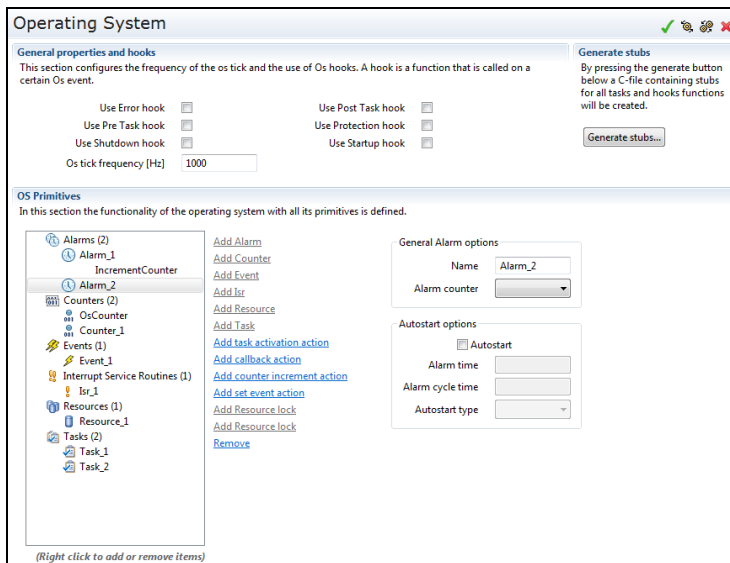 Operating System
General properties and hooks
This section configures the frequency of the os tick and the use of Os hooks. A hook is a function that is called on a
certain Os event.
Use Error hook
Use Post Task hook
Use Pre Task hook
Use Protection hook
Use Shutdown hook
Use Startup hook
Os tick frequency [Hz]
1000
Generate stubs
By pressing the generate button
below a C-file containing stubs
for all tasks and hooks functions
will be created.
Generate stubs...
OS Primitives
In this section the functionality of the operating system with all its primitives is defined.
Alarms (2)
Alarm_1
IncrementCounter
Alarm_2
Counters (2)
OsCounter
Counter_1
Events (1)
Event_1
Interrupt Service Routines (1)
Isr_1
Resources (1)
Resource_1
Tasks (2)
Task_1
Task_2
(Right click to add or remove items)
Add Alarm
Add Counter
Add Event
Add Isr
Add Resource
Add Task
Add task activation action
Add callback action
Add counter increment action
Add set event action
Add Resource lock
Add Resource lock
Remove
General Alarm options
Name
Alarm_2
Alarm counter
Autostart options
Autostart
Alarm time
Alarm cycle time
Autostart type